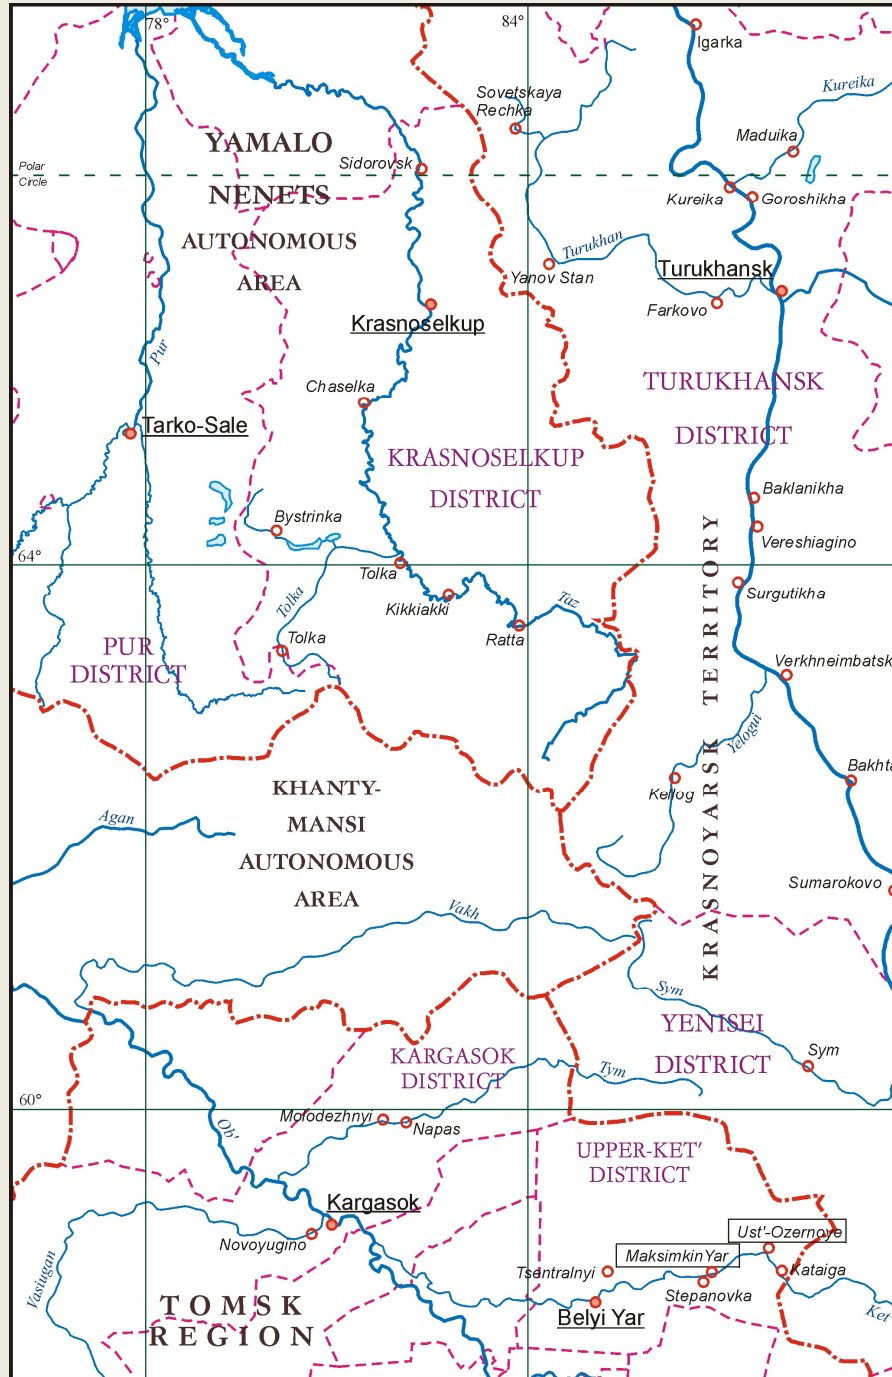 78°
84°
Igarka
Sovetskaya
Rechka
Kureika
Maduika
YAMALO
Sidorovsk
Polar
Circle
NENETS
Kureika
Goroshikha
AUTONOMOUS
Turukhan
AREA
Yanov Stan
Turukhansk
Farkovo
Krasnoselkup
Pur
Chaselka
TURUKHANSK
DISTRICT
Tarko-Sale
KRASNOSELKUP
DISTRICT
Baklanikha
Bystrinka
Vereshiagino
64°
Tolka
Surgutikha
Kikkiakki
Taz
Tolka
Ratta
Tolka
PUR
DISTRICT
Verkhneimbatsk
KRASNOYARSK TERRITORY
Yelogui
Bakhta
Kellog
KHANTY-
MANSI
AUTONOMOUS
AREA
Agan
Sumarokovo
Vakh
Sym
YENISEI
DISTRICT
Sym
KARGASOK
DISTRICT
Tym
60°
Molodezhnyi
Napas
Ob'
UPPER-KET'
DISTRICT
Kargasok
Novoyugino
Ust'-Ozernoye
Maksimkin Yar
Tsentralnyi
Kataiga
Stepanovka
Vasiugan
TOMSK
REGION
Belyi Yar
Ket'